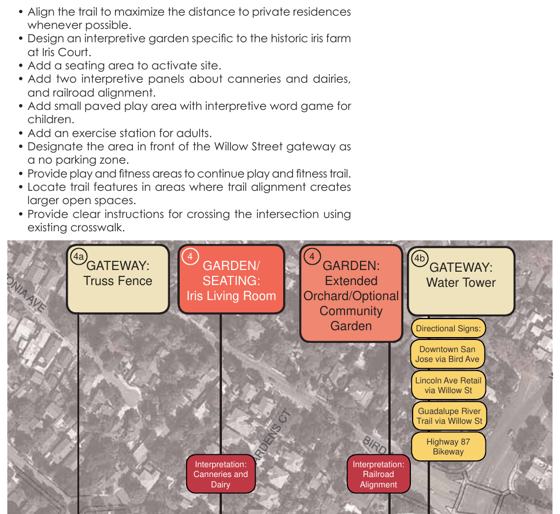 • Align the trail to maximize the distance to private residences
whenever possible.
• Design an interpretive garden specific to the historic iris farm
at Iris Court.
• Add a seating area to activate site.
• Add two interpretive panels about canneries and dairies,
and railroad alignment.
• Add small paved play area with interpretive word game for
children.
• Add an exercise station for adults.
• Designate the area in front of the Willow Street gateway as
a no parking zone.
• Provide play and fitness areas to continue play and fitness trail.
• Locate trail features in areas where trail alignment creates
larger open spaces.
• Provide clear instructions for crossing the intersection using
existing crosswalk.
4a
GATEWAY:
Truss Fence
4
GARDEN/
SEATING:
Iris Living Room
4
GARDEN:
Extended
Orchard/Optional
Community
Garden
4b
GATEWAY:
Water Tower
Directional Signs:
Downtown San
Jose via Bird Ave
Lincoln Ave Retail
via Willow St
Guadalupe River
Trail via Willow St
Highway 87
Bikeway
Interpretation:
Canneries and
Dairy
Interpretation:
Railroad
Alignment
AVE
CT
BIRD